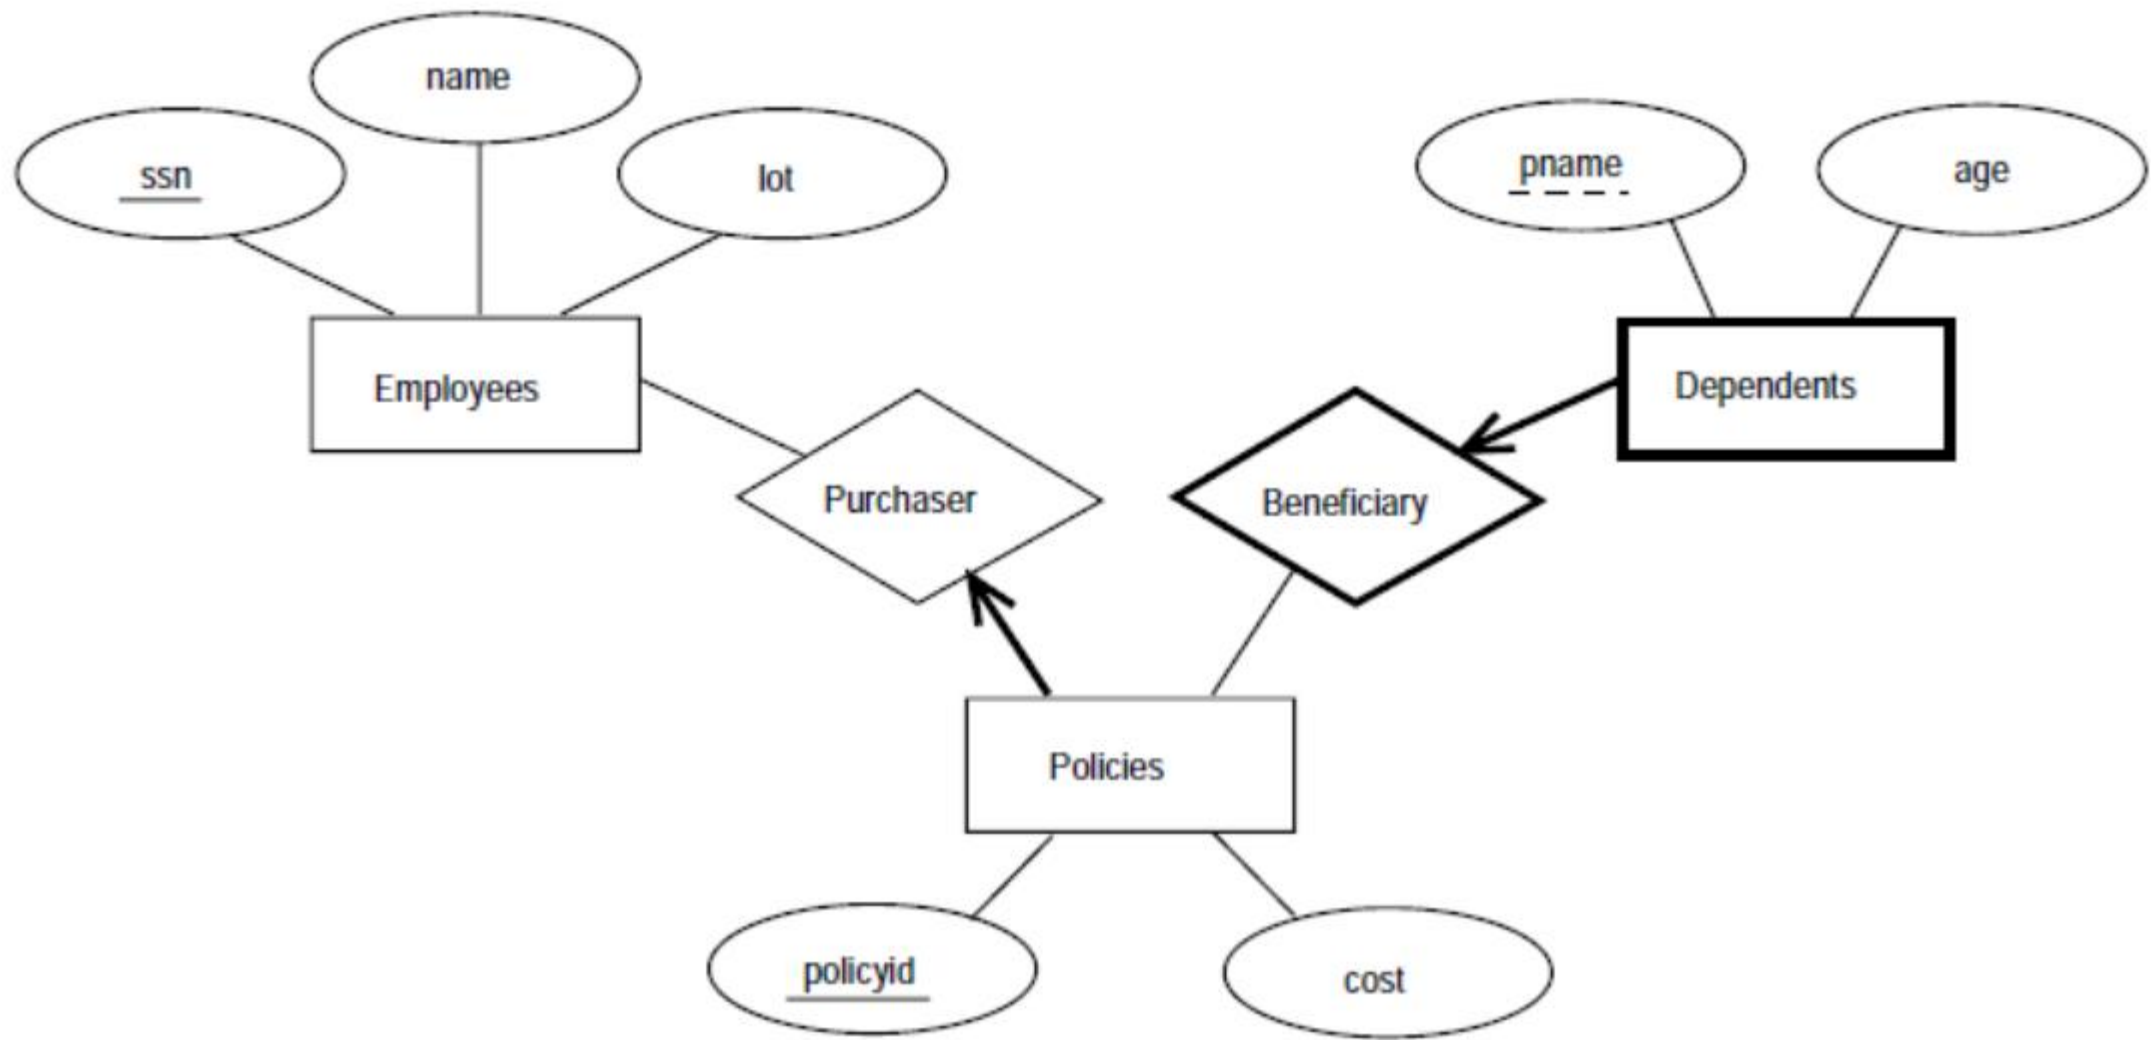 name
ssn
lot
pname
age
Employees
Dependents
Purchaser
Beneficiary
Policies
policyid
cost